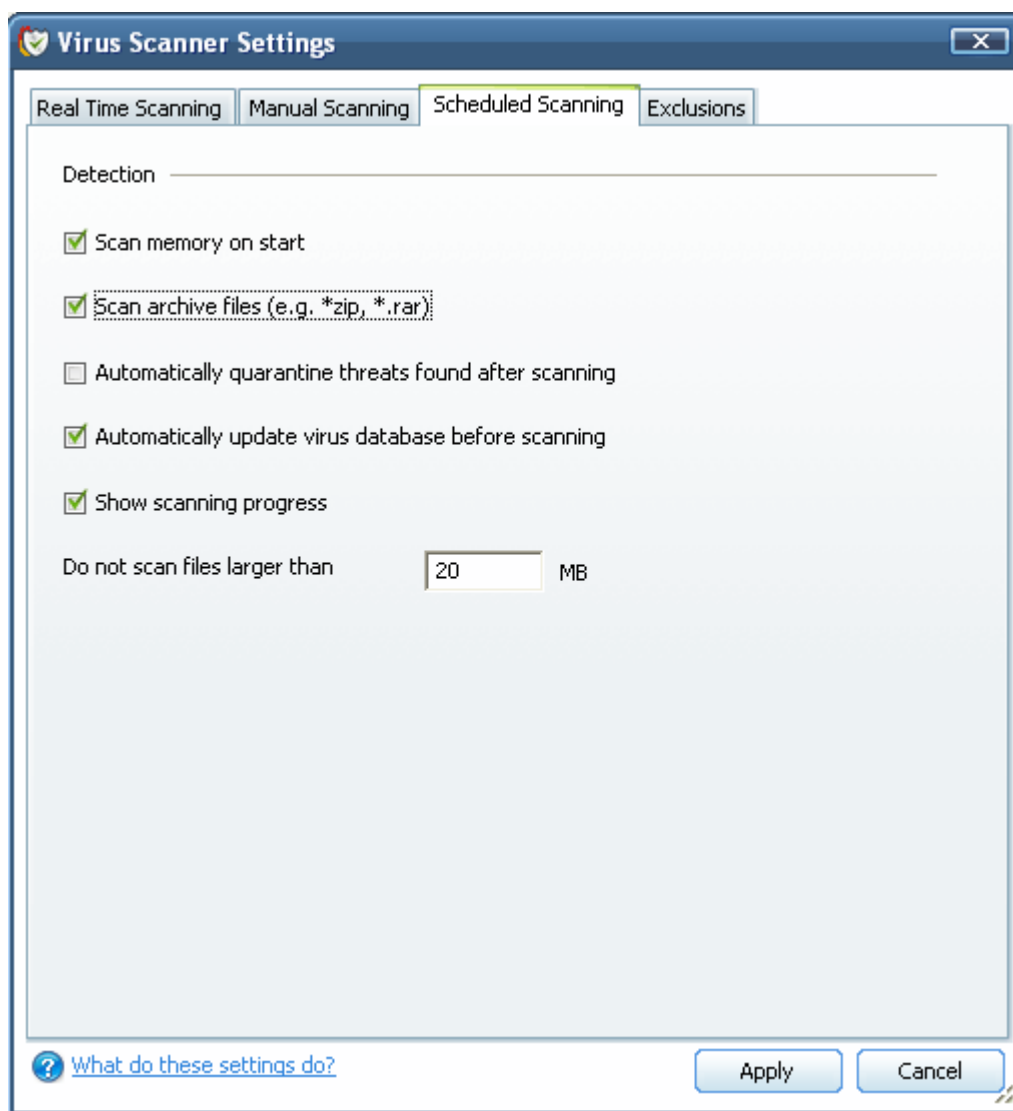 Virus Scanner Settings
Real Time Scanning Manual Scanning Scheduled Scanning Exclusions
Detection
Scan memory on start
Scan archive files (e.g. *zip, *.rar)
Automatically quarantine threats found after scanning
Automatically update virus database before scanning
Show scanning progress
Do not scan files larger than 20 MB
What do these settings do? Apply Cancel